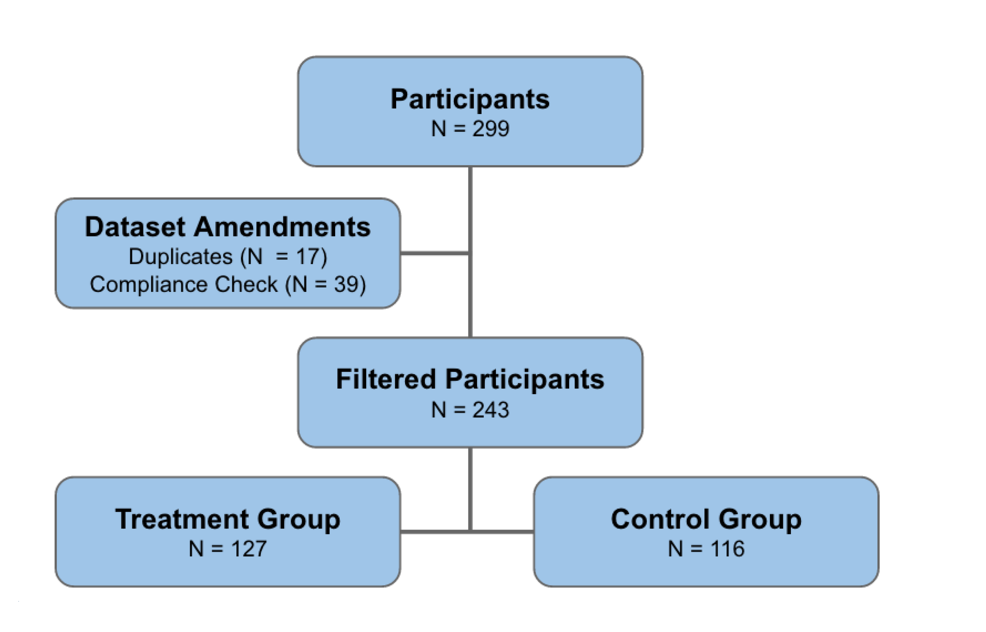 Participants
N = 299
Dataset Amendments
Duplicates (N  = 17)
Compliance Check (N = 39)
Filtered Participants
N = 243
Treatment Group
N = 127
Control Group
N = 116